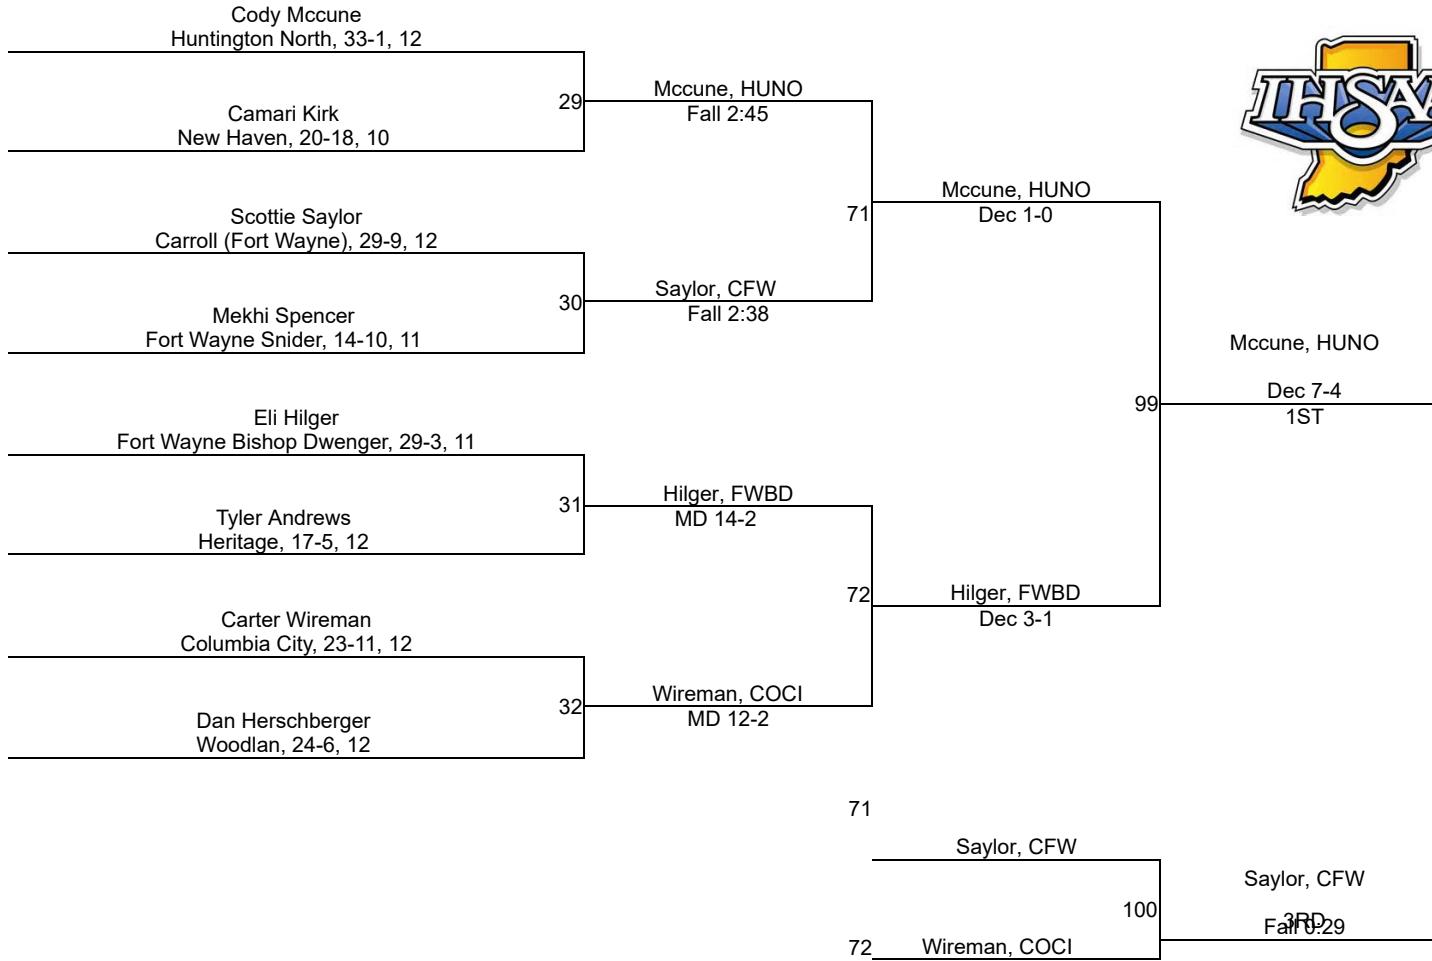 Cody Mccune
Huntington North, 33-1, 12
29
Camari Kirk
New Haven, 20-18, 10
Mccune, HUNO
Fall 2:45
Scottie Saylor
Carroll (Fort Wayne), 29-9, 12
30
Mekhi Spencer
Fort Wayne Snider, 14-10, 11
Saylor, CFW
Fall 2:38
71
Mccune, HUNO
Dec 1-0
Eli Hilger
Fort Wayne Bishop Dwenger, 29-3, 11
31
Tyler Andrews
Heritage, 17-5, 12
Hilger, FWBD
MD 14-2
Carter Wireman
Columbia City, 23-11, 12
32
Dan Herschberger
Woodlan, 24-6, 12
Wireman, COCI
MD 12-2
72
Hilger, FWBD
Dec 3-1
99
Mccune, HUNO
Dec 7-4
1ST
IHSAA
71
Saylor, CFW
100
72
Wireman, COCI
Saylor, CFW
3RD
Fall 0:29